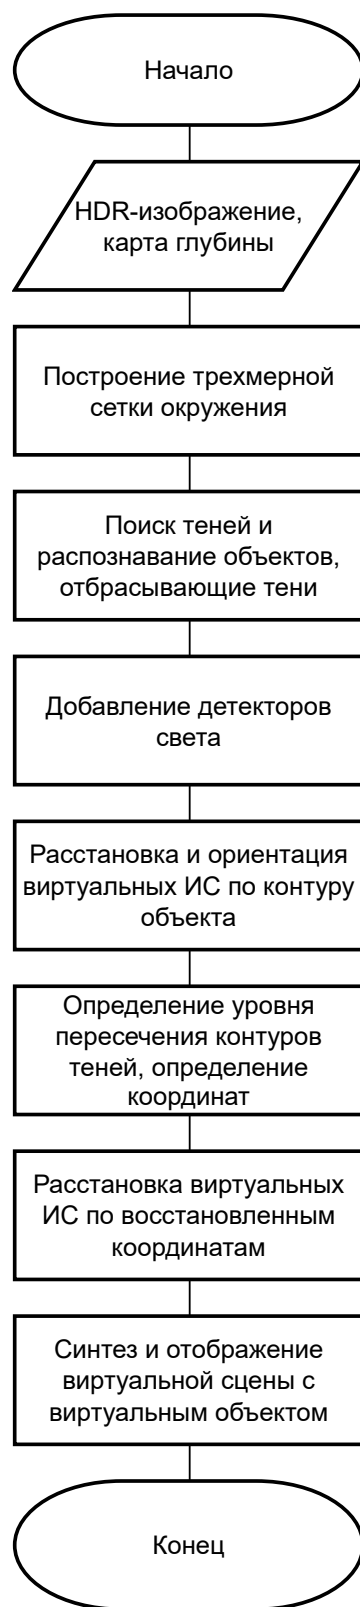 Начало
HDR-изображение,
карта глубины
Построение трехмерной
сетки окружения
Поиск теней и
распознавание объектов,
отбрасывающие тени
Добавление детекторов
света
Расстановка и ориентация
виртуальных ИС по контуру
объекта
Определение уровня
пересечения контуров
теней, определение
координат
Расстановка виртуальных
ИС по восстановленным
координатам
Синтез и отображение
виртуальной сцены с
виртуальным объектом
Конец